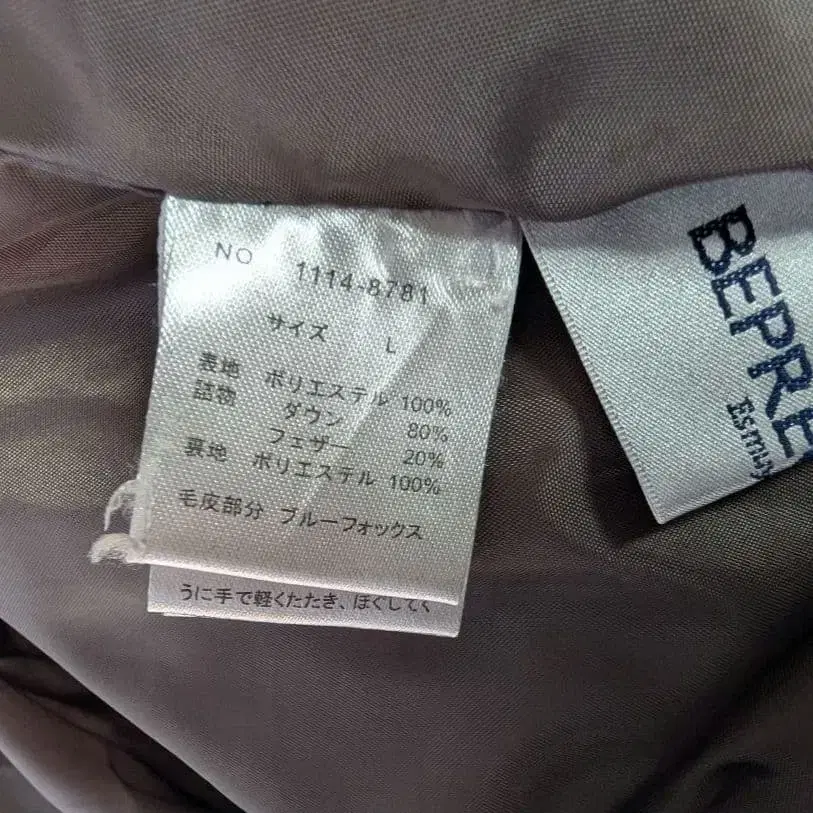 NO 1114-8781
サイズ L
表地 ポリエステル 100%
詰物 ダウン 80%
フェザー 20%
裏地 ポリエステル 100%
毛皮部分 ブルーフォックス
うに手で軽くたたき、ほぐしてく
BEPRE
Esmuy